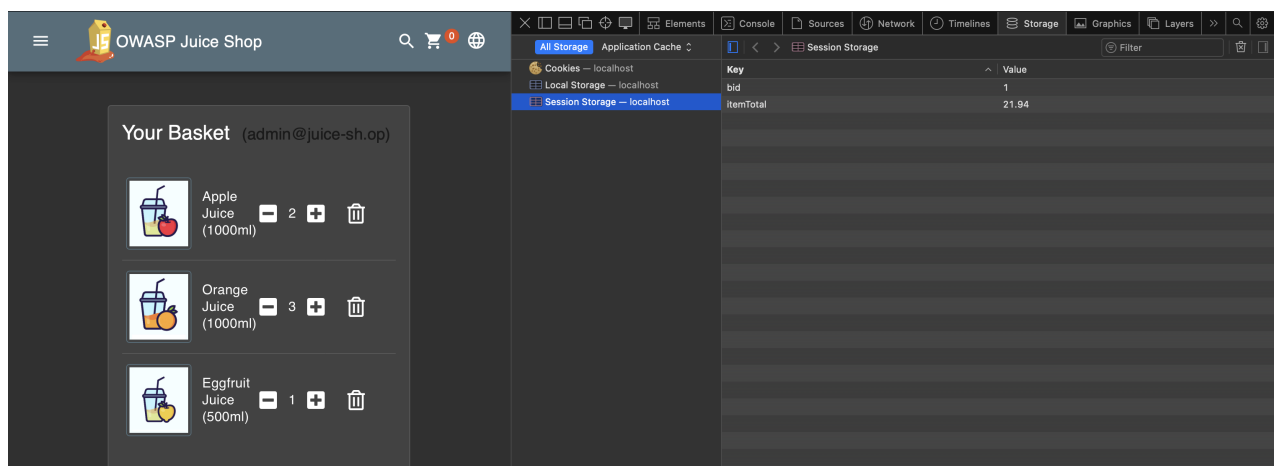 OWASP Juice Shop
0
Your Basket (admin@juice-sh.op)
Apple
Juice
(1000ml)
2
Orange
Juice
(1000ml)
3
Eggfruit
Juice
(500ml)
1
Elements Console Sources Network Timelines Storage Graphics Layers
All Storage Application Cache
Session Storage
Filter
Cookies — localhost
Local Storage — localhost
Session Storage — localhost
Key Value
bid 1
itemTotal 21.94